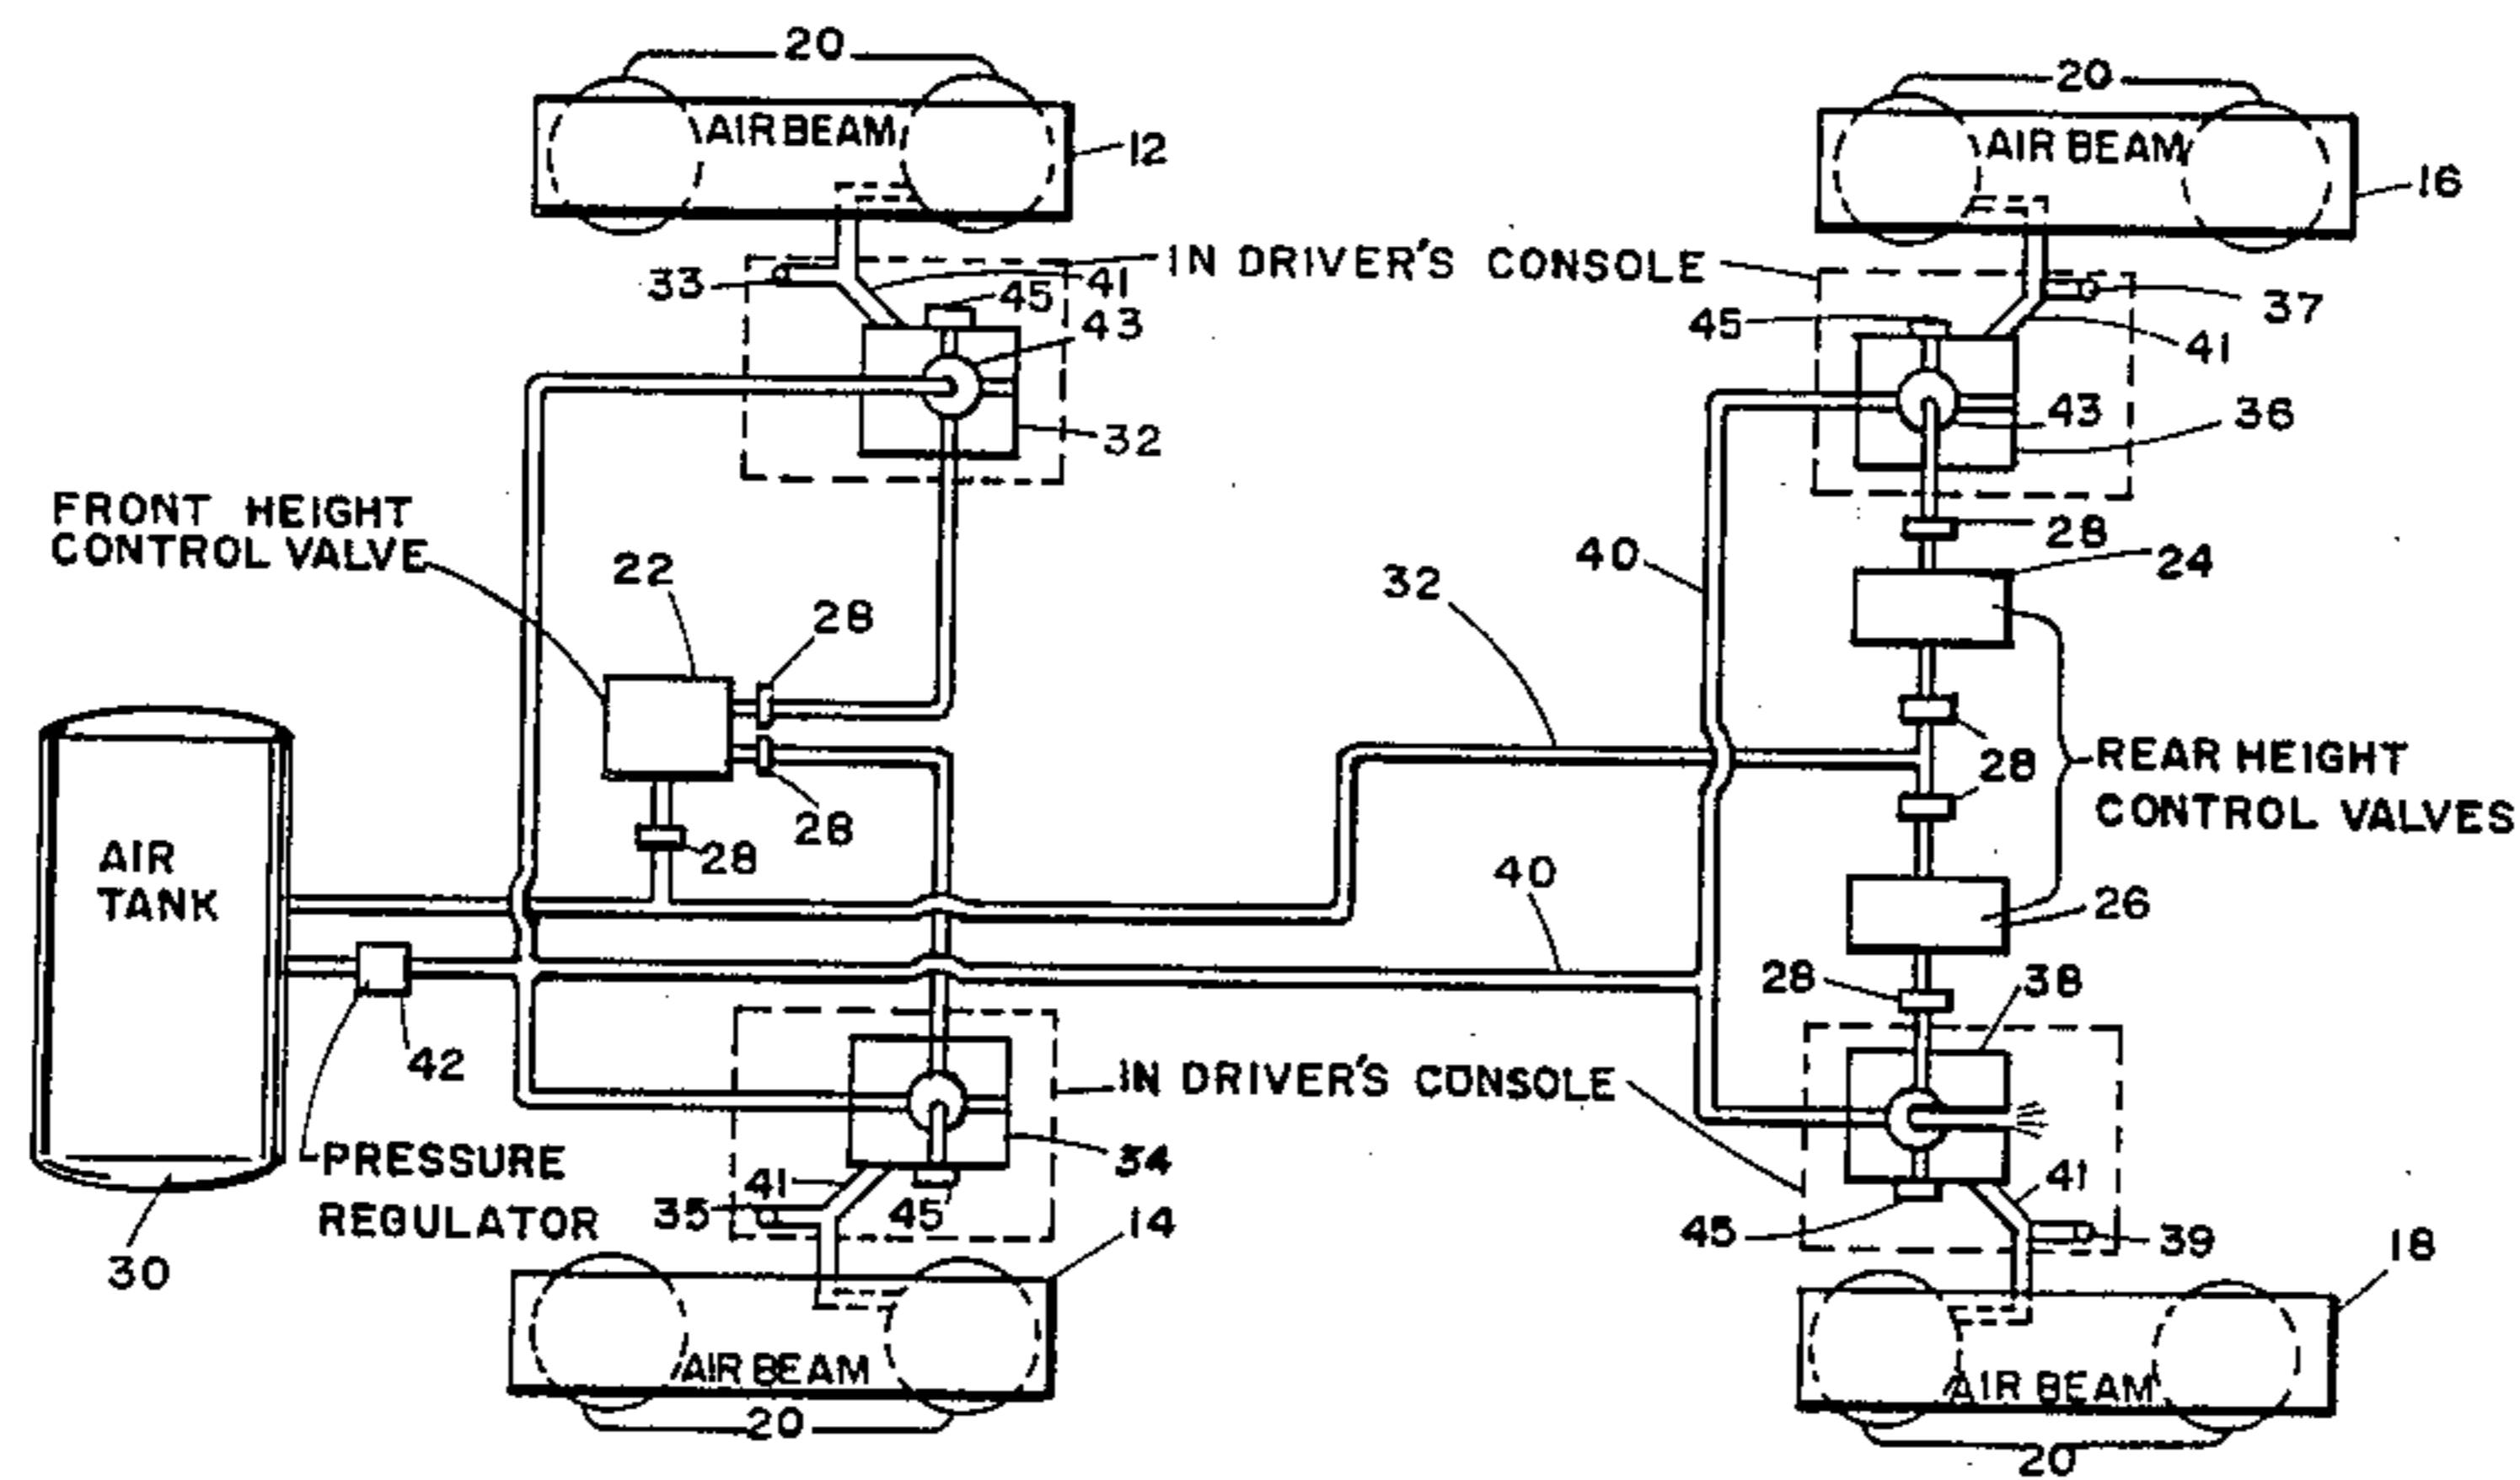 20
20
AIR BEAM
12
AIR BEAM
16
IN DRIVER'S CONSOLE
33
41
45
37
45
43
41
43
36
32
FRONT HEIGHT
CONTROL VALVE
28
22
32
40
24
28
28
REAR HEIGHT
CONTROL VALVES
28
28
AIR
TANK
40
26
28
38
42
IN DRIVER'S CONSOLE
PRESSURE
REGULATOR
34
41
41
35
45
14
45
39
18
30
AIR BEAM
AIR BEAM
20
20